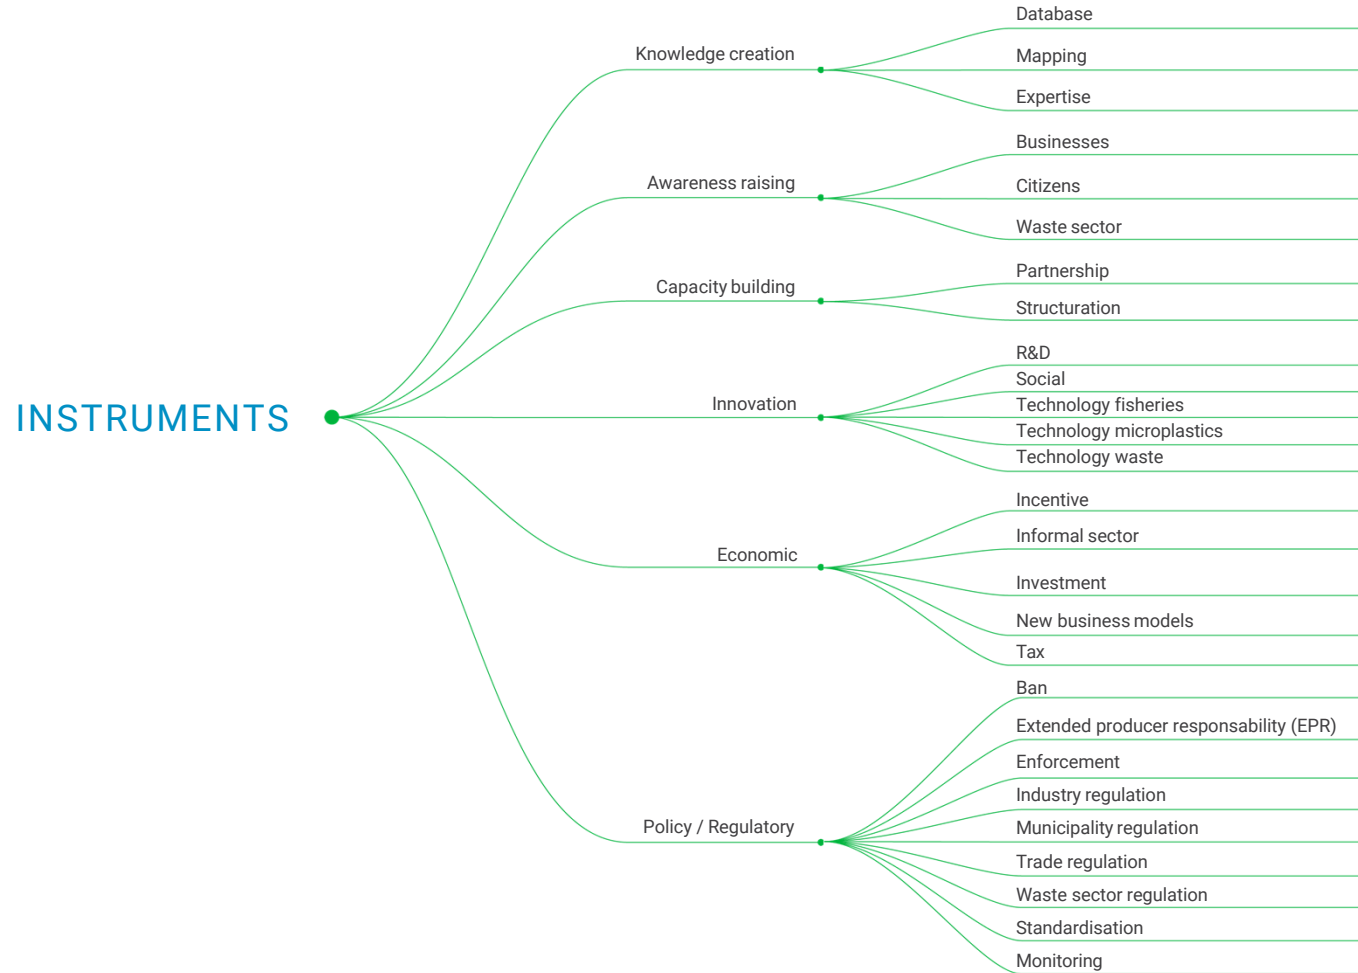 INSTRUMENTS
Knowledge creation
Database
Mapping
Expertise
Awareness raising
Businesses
Citizens
Waste sector
Capacity building
Partnership
Structuration
Innovation
R&D
Social
Technology fisheries
Technology microplastics
Technology waste
Economic
Incentive
Informal sector
Investment
New business models
Tax
Policy / Regulatory
Ban
Extended producer responsability (EPR)
Enforcement
Industry regulation
Municipality regulation
Trade regulation
Waste sector regulation
Standardisation
Monitoring